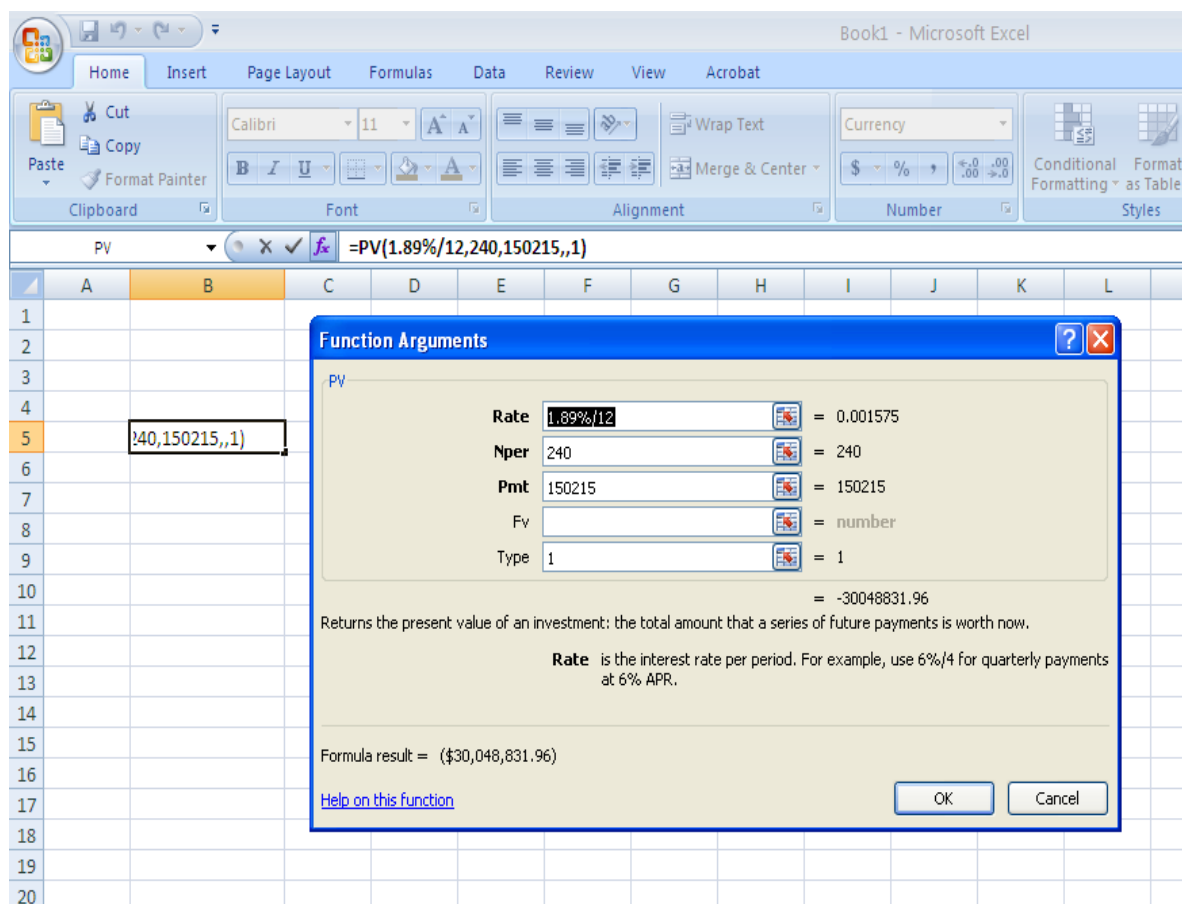 Book1 - Microsoft Excel
Home Insert Page Layout Formulas Data Review View Acrobat
Paste
Cut
Copy
Format Painter
Clipboard
Calibri 11 A A
B I U A
Font
Wrap Text
Merge & Center
Alignment
Currency
$ % , .0 .00 .00 .0
Number
Conditional Formatting
Format as Table
Styles
PV fx =PV(1.89%/12,240,150215,,1)
A B C D E F G H I J K L
1
2
3
4
5 240,150215,,1)
6
7
8
9
10
11
12
13
14
15
16
17
18
19
20
Function Arguments ?
PV
Rate 1.89%/12 = 0.001575
Nper 240 = 240
Pmt 150215 = 150215
Fv = number
Type 1 = 1
= -30048831.96
Returns the present value of an investment: the total amount that a series of future payments is worth now.
Rate is the interest rate per period. For example, use 6%/4 for quarterly payments
at 6% APR.
Formula result = ($30,048,831.96)
Help on this function
OK Cancel